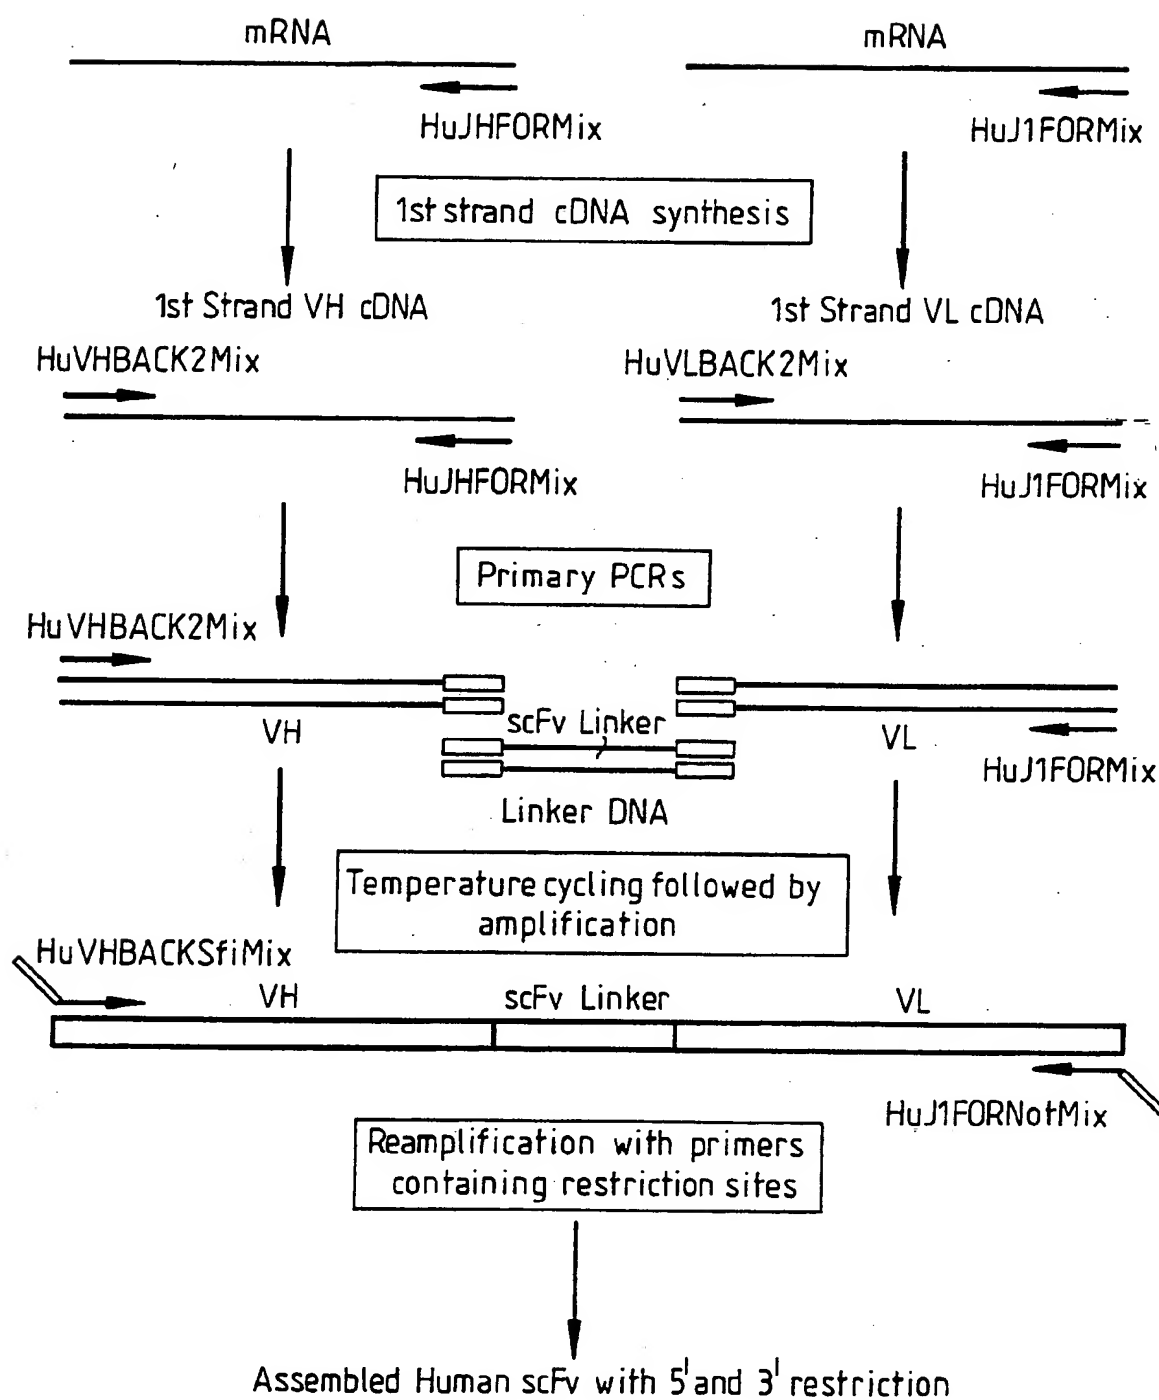 mRNA
mRNA
HuJHFORMix
HuJ1FORMix
1st strand cDNA synthesis
1st Strand VH cDNA
1st Strand VL cDNA
HuVHBACK2Mix
HuVLBACK2Mix
HuJHFORMix
HuJ1FORMix
Primary PCRs
HuVHBACK2Mix
VH
scFv Linker
VL
HuJ1FORMix
Linker DNA
Temperature cycling followed by
amplification
HuVHBACKSfiMix
VH
scFv Linker
VL
HuJ1FORNotMix
Reamplification with primers
containing restriction sites
Assembled Human scFv with 5' and 3' restriction